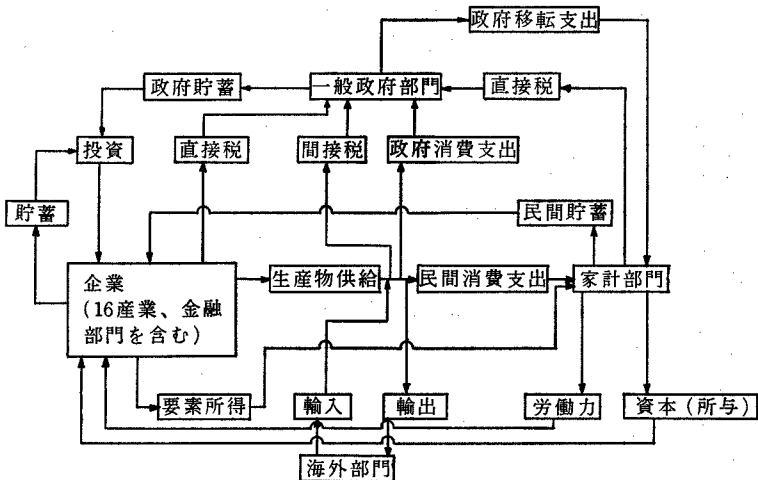 政府移転支出
政府貯蓄
一般政府部門
直接税
投資
直接税
間接税
政府消費支出
貯蓄
民間貯蓄
企業
(16産業、金融
部門を含む)
生産物供給
民間消費支出
家計部門
要素所得
輸入
輸出
労働力
資本(所与)
海外部門